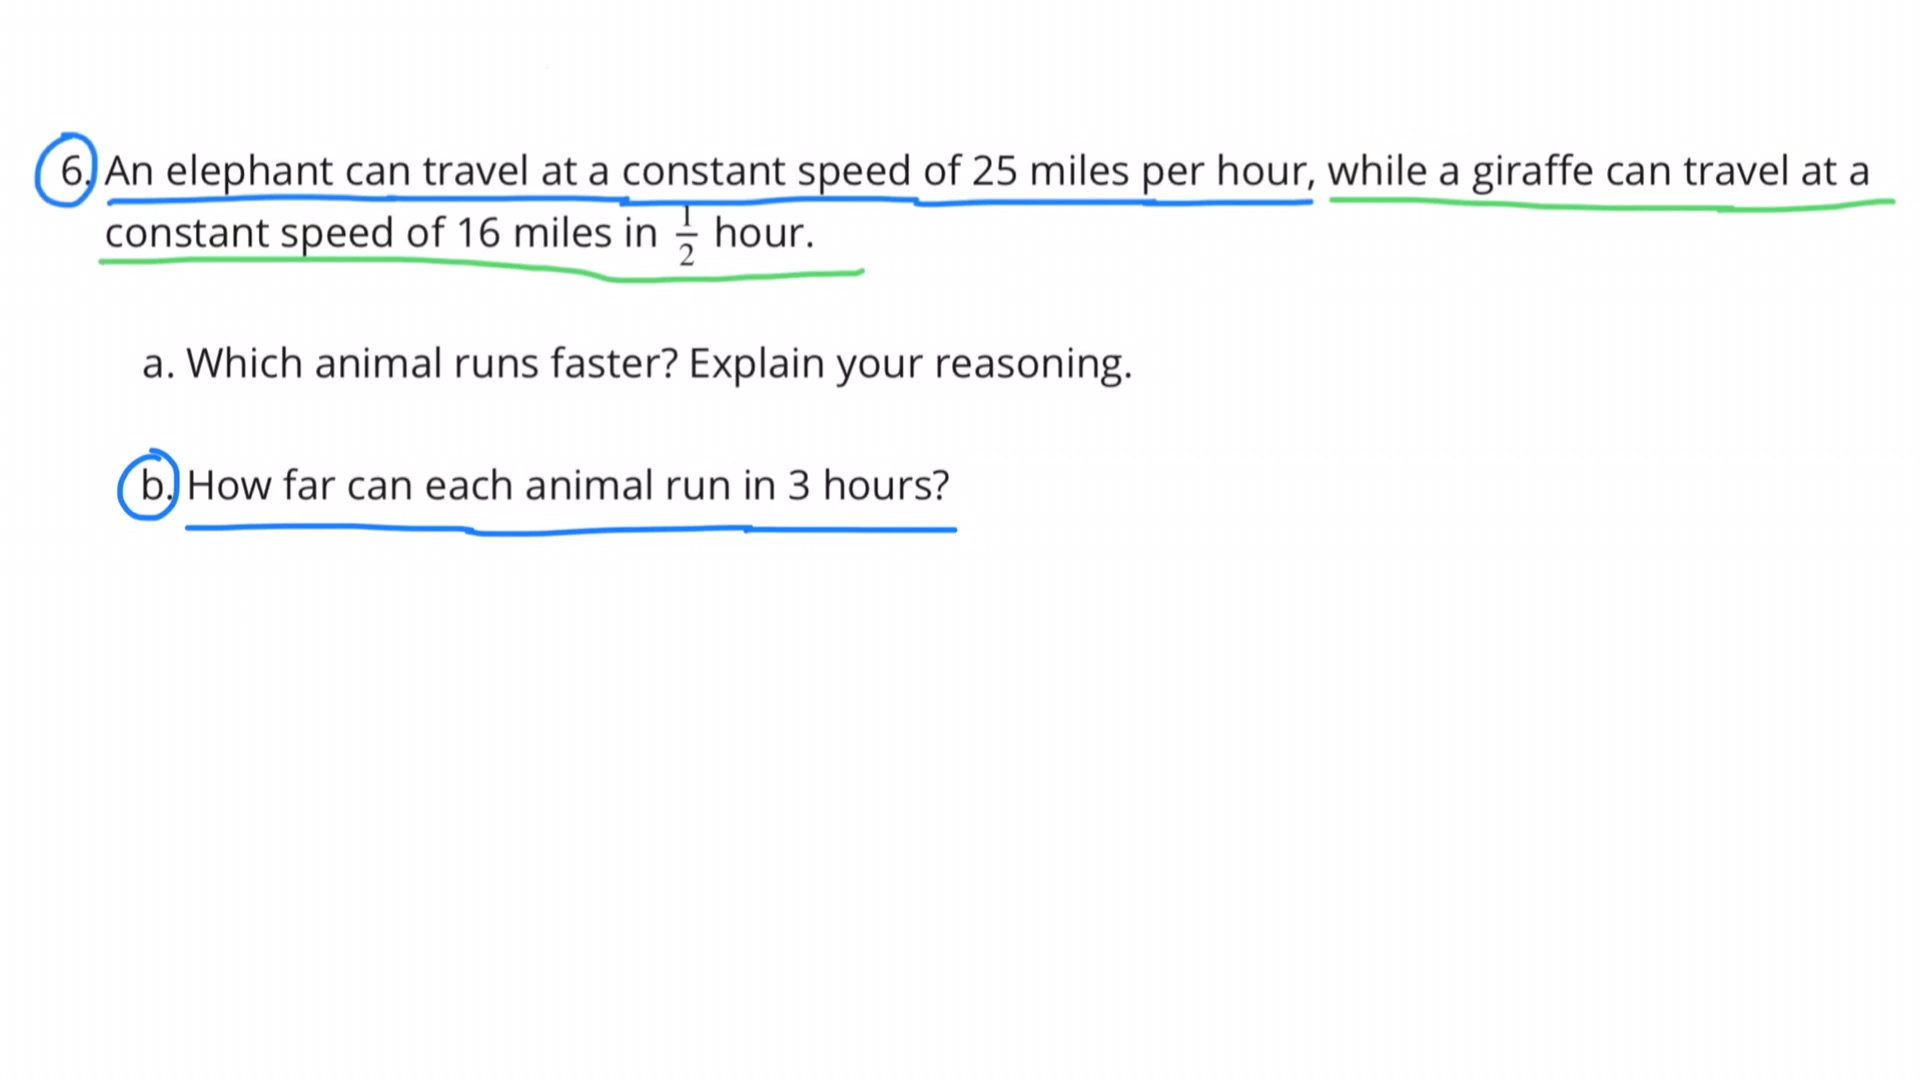 6. An elephant can travel at a constant speed of 25 miles per hour, while a giraffe can travel at a
constant speed of 16 miles in 1/2 hour.
a. Which animal runs faster? Explain your reasoning.
b. How far can each animal run in 3 hours?